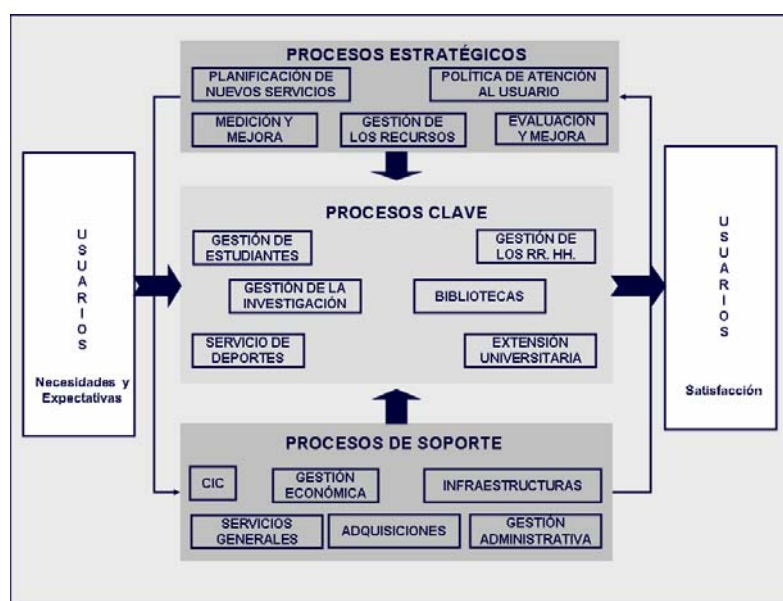 PROCESOS ESTRATÉGICOS
PLANIFICACIÓN DE
NUEVOS SERVICIOS
POLÍTICA DE ATENCIÓN
AL USUARIO
MEDICIÓN Y
MEJORA
GESTIÓN DE
LOS RECURSOS
EVALUACIÓN
Y MEJORA
USUARIOS
Necesidades y
Expectativas
PROCESOS CLAVE
GESTIÓN DE
ESTUDIANTES
GESTIÓN DE
LOS RR. HH.
GESTIÓN DE LA
INVESTIGACIÓN
BIBLIOTECAS
SERVICIO DE
DEPORTES
EXTENSIÓN
UNIVERSITARIA
USUARIOS
Satisfacción
PROCESOS DE SOPORTE
CIC
GESTIÓN
ECONÓMICA
INFRAESTRUCTURAS
SERVICIOS
GENERALES
ADQUISICIONES
GESTIÓN
ADMINISTRATIVA